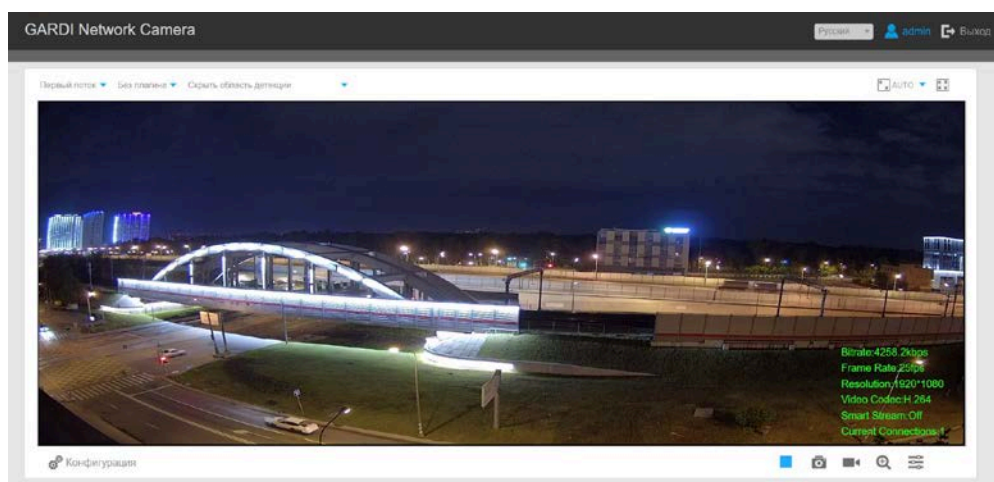 GARDI Network Camera
Русский admin Выход
Первый поток Без плагина Скрыть область детекции
AUTO
Bitrate:4258.2kbps
Frame Rate:25fps
Resolution:1920*1080
Video Codec:H.264
Smart Stream:Off
Current Connections:1
Конфигурация